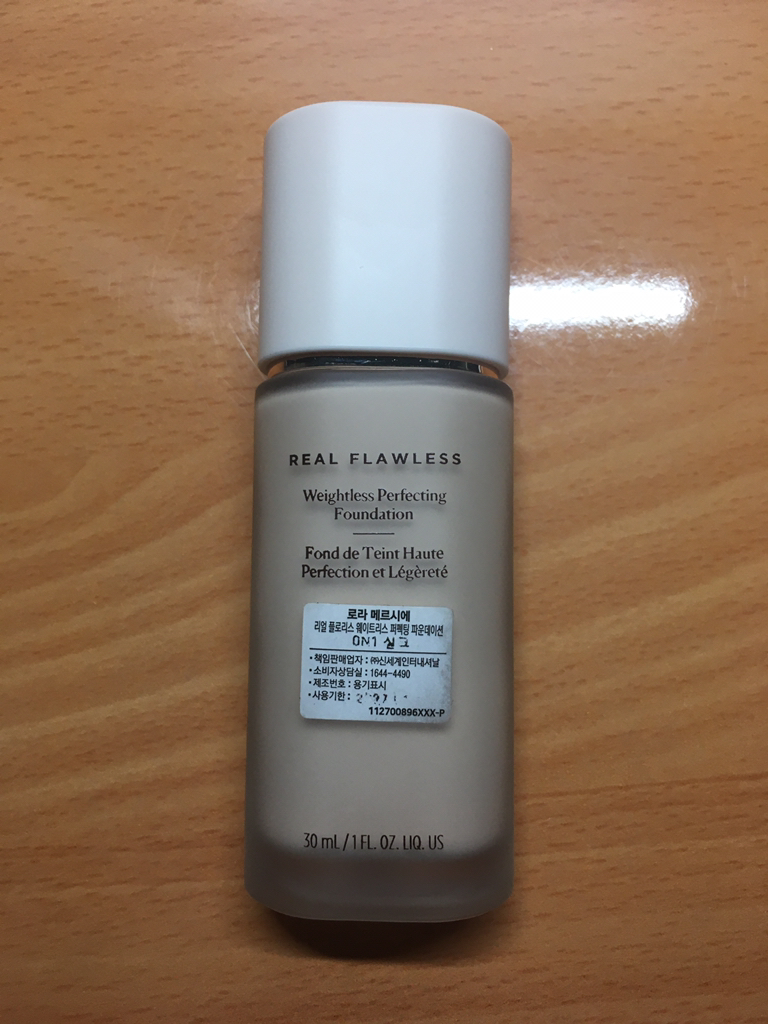 REAL FLAWLESS
Weightless Perfecting
Foundation
Fond de Teint Haute
Perfection et Légèreté
로라 메르시에
리얼 플로리스 웨이트리스 퍼펙팅 파운데이션
0N1 실크
•책임판매업자 : ㈜신세계인터내셔날
•소비자상담실 : 1644-4490
•제조번호 : 용기표시
•사용기한 :
112700896XXX-P
30 mL / 1 FL. OZ. LIQ. US